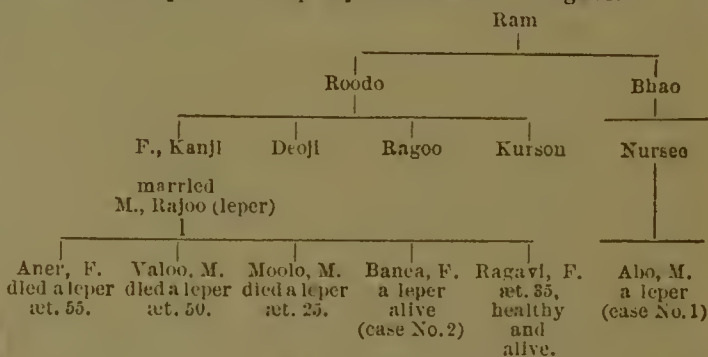 Ram
Roodo Bhao
F., Kanji Deoji Ragoo Kurson Nurseo
married
M., Rajoo (leper)
Aner, F. Valoo, M. Moolo, M. Banca, F. Ragavi, F. Abo, M.
died a leper died a leper died a leper a leper æt. 35, a leper
æt. 55. æt. 50. æt. 25. alive healthy (case No. 1)
(case No. 2) and
alive.